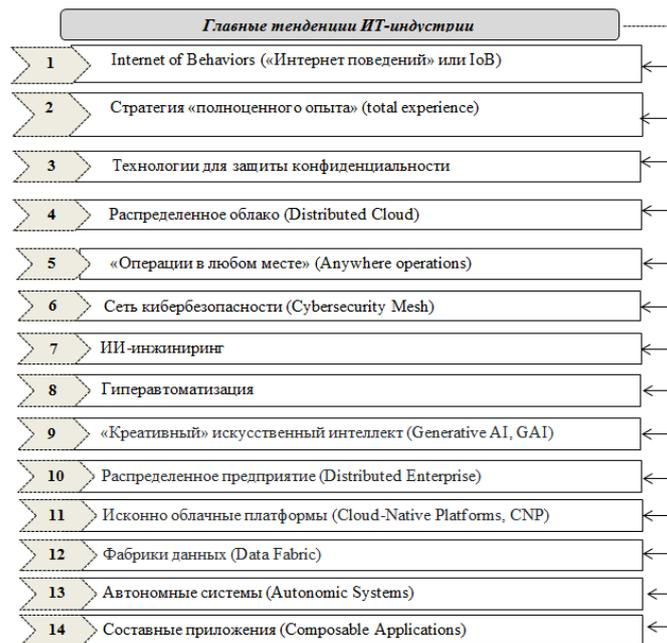 Главные тенденции ИТ-индустрии
1 Internet of Behaviors («Интернет поведений» или IoB)
2 Стратегия «полноценного опыта» (total experience)
3 Технологии для защиты конфиденциальности
4 Распределенное облако (Distributed Cloud)
5 «Операции в любом месте» (Anywhere operations)
6 Сеть кибербезопасности (Cybersecurity Mesh)
7 ИИ-инжиниринг
8 Гиперавтоматизация
9 «Креативный» искусственный интеллект (Generative AI, GAI)
10 Распределенное предприятие (Distributed Enterprise)
11 Исконно облачные платформы (Cloud-Native Platforms, CNP)
12 Фабрики данных (Data Fabric)
13 Автономные системы (Autonomic Systems)
14 Составные приложения (Composable Applications)